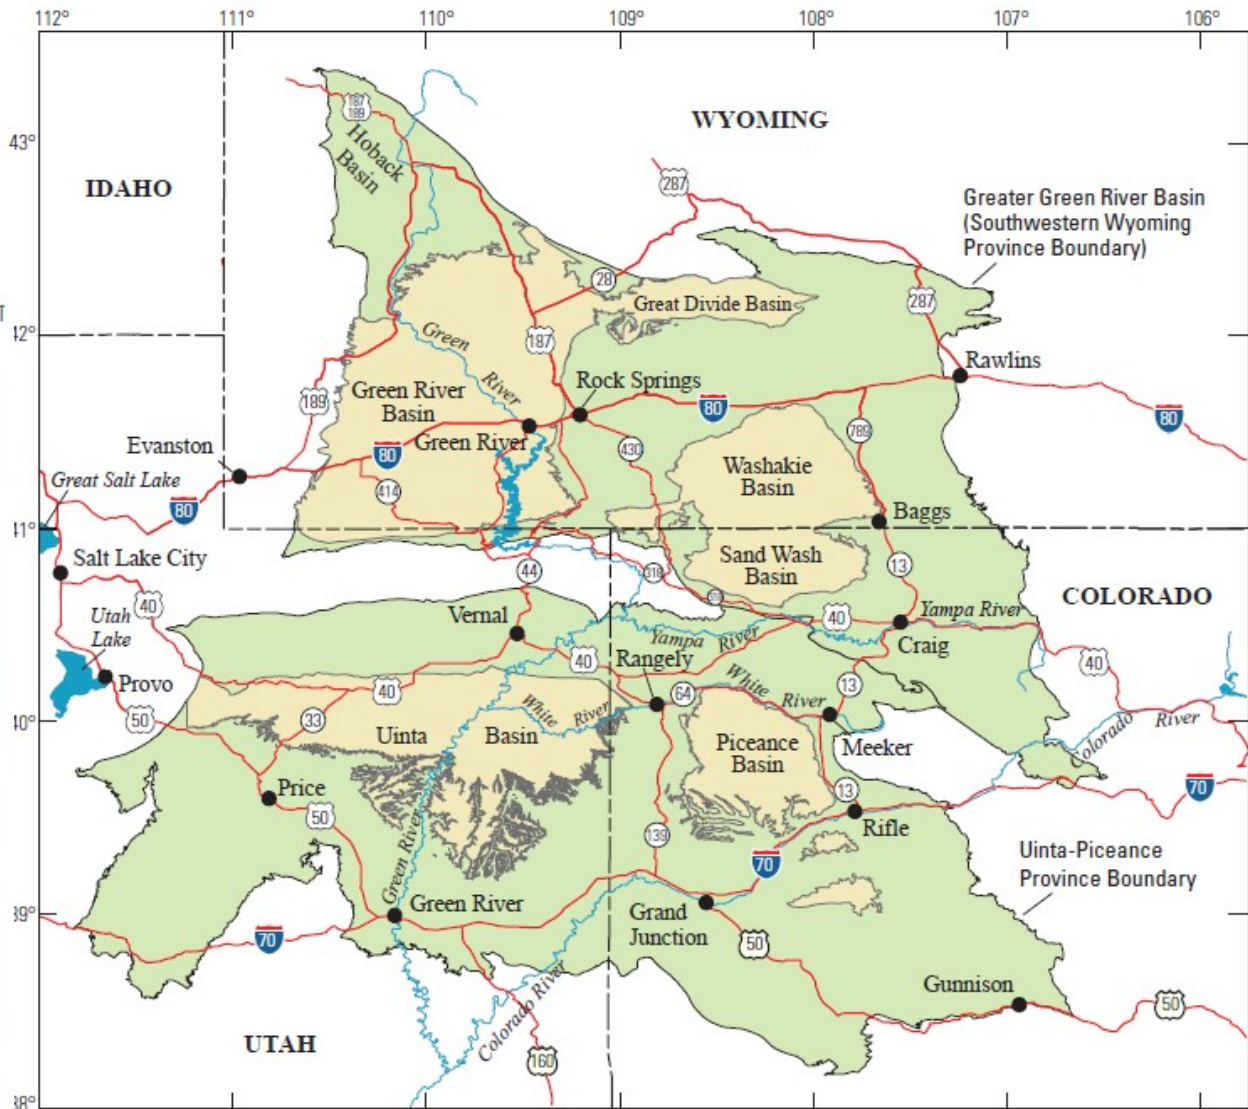 112° 111° 110° 109° 108° 107° 106°
187
189
WYOMING
43°
Hoback
Basin
IDAHO
287
Greater Green River Basin
(Southwestern Wyoming
Province Boundary)
28
Great Divide Basin
287
T
42°
Green
187
River
Rawlins
Rock Springs
Green River
Basin
189
80
80
789
Evanston
Green River
430
80
Washakie
Basin
Great Salt Lake
414
80
41°
Baggs
Salt Lake City
Sand Wash
Basin
44
318
13
40
Utah
Lake
Vernal
40
Yampa River
COLORADO
Yampa River
Craig
40
Rangely
40
Provo
40
64
White River
13
50
33
White River
40°
Uinta Basin
Piceance
Basin
Meeker
Colorado River
Price
13
70
50
139
Rifle
Green River
70
Uinta-Piceance
Province Boundary
39°
Green River
Grand
Junction
70
50
Gunnison
Colorado River
50
UTAH
160
38°